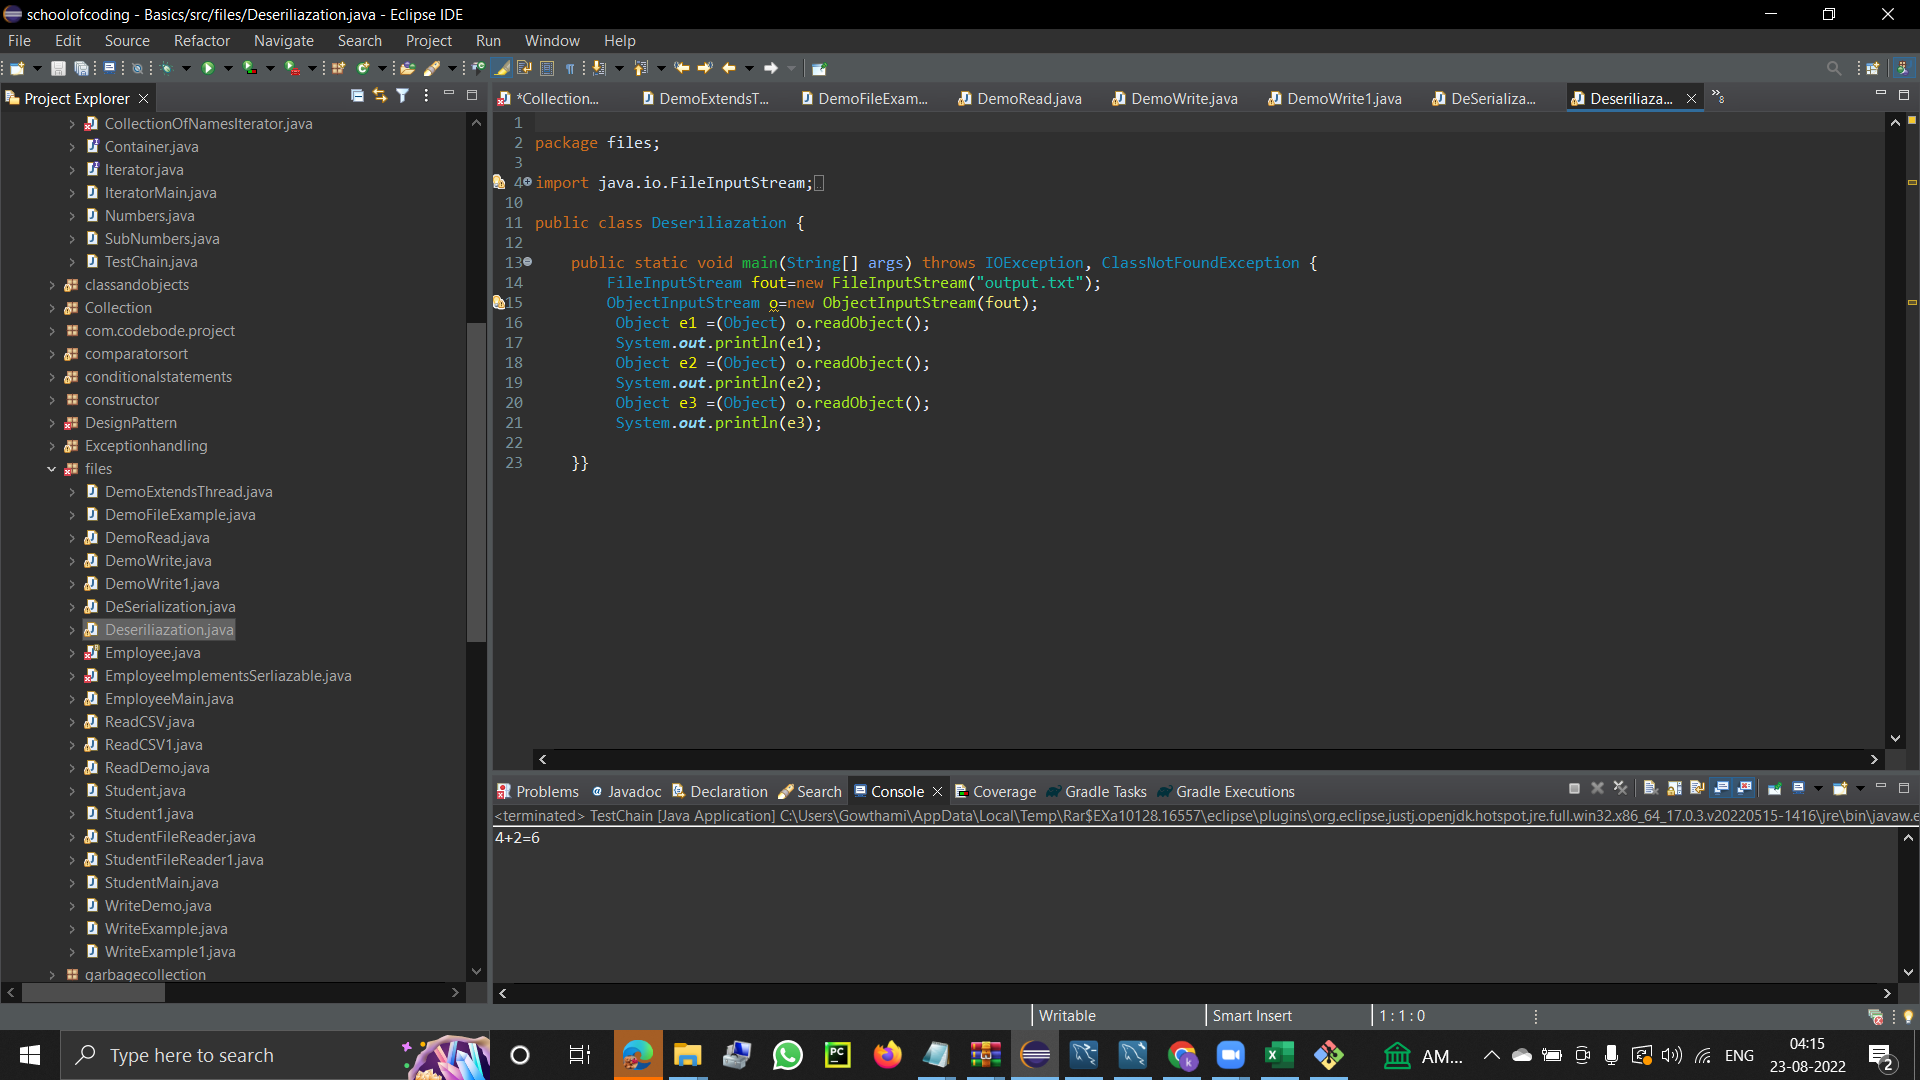 schoolofcoding - Basics/src/files/Deseriliazation.java - Eclipse IDE
File Edit Source Refactor Navigate Search Project Run Window Help
Project Explorer
*Collection... DemoExtendsT... DemoFileExam... DemoRead.java DemoWrite.java DemoWrite1.java DeSerializa... Deseriliaza... »8
CollectionOfNamesIterator.java
Container.java
Iterator.java
IteratorMain.java
Numbers.java
SubNumbers.java
TestChain.java
classandobjects
Collection
com.codebode.project
comparatorsort
conditionalstatements
constructor
DesignPattern
Exceptionhandling
files
DemoExtendsThread.java
DemoFileExample.java
DemoRead.java
DemoWrite.java
DemoWrite1.java
DeSerialization.java
Deseriliazation.java
Employee.java
EmployeeImplementsSerliazable.java
EmployeeMain.java
ReadCSV.java
ReadCSV1.java
ReadDemo.java
Student.java
Student1.java
StudentFileReader.java
StudentFileReader1.java
StudentMain.java
WriteDemo.java
WriteExample.java
WriteExample1.java
garbagecollection
1
2 package files;
3
4 import java.io.FileInputStream;
10
11 public class Deseriliazation {
12
13 public static void main(String[] args) throws IOException, ClassNotFoundException {
14 FileInputStream fout=new FileInputStream("output.txt");
15 ObjectInputStream o=new ObjectInputStream(fout);
16 Object e1 =(Object) o.readObject();
17 System.out.println(e1);
18 Object e2 =(Object) o.readObject();
19 System.out.println(e2);
20 Object e3 =(Object) o.readObject();
21 System.out.println(e3);
22
23 }}
Problems Javadoc Declaration Search Console Coverage Gradle Tasks Gradle Executions
<terminated> TestChain [Java Application] C:\Users\Gowthami\AppData\Local\Temp\Rar$EXa10128.16557\eclipse\plugins\org.eclipse.justj.openjdk.hotspot.jre.full.win32.x86_64_17.0.3.v20220515-1416\jre\bin\javaw.e
4+2=6
Writable Smart Insert 1 : 1 : 0
Type here to search
PC
k
AM...
ENG
04:15
23-08-2022
2